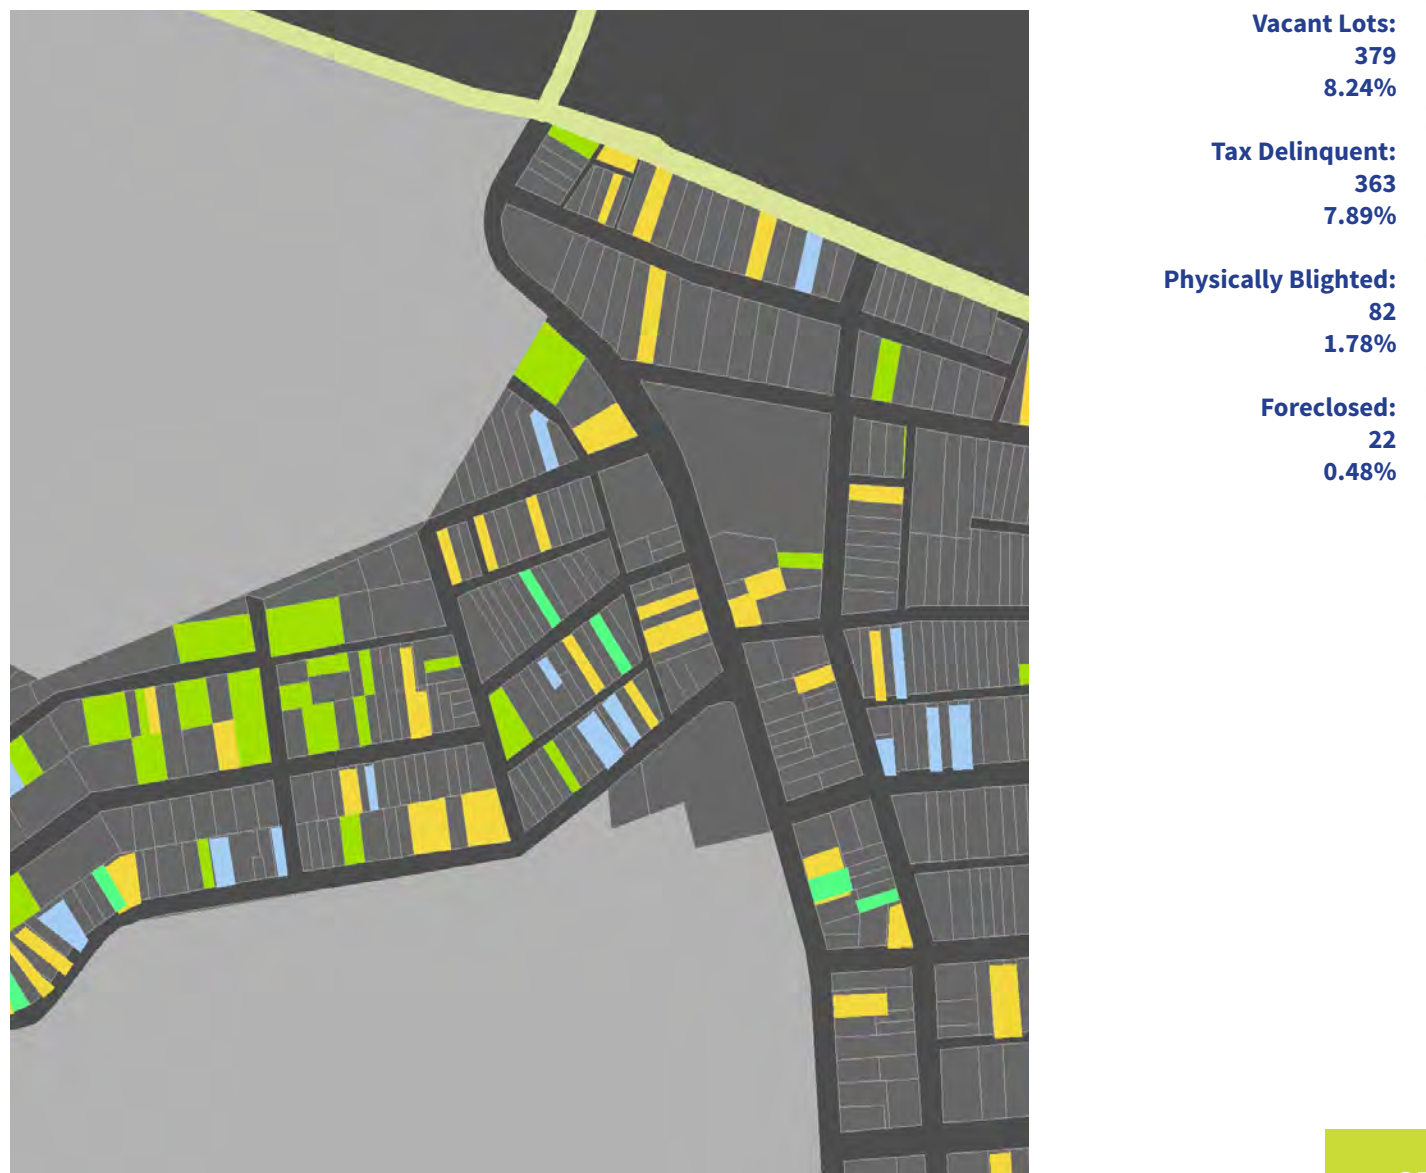 Vacant Lots:
379
8.24%
Tax Delinquent:
363
7.89%
Physically Blighted:
82
1.78%
Foreclosed:
22
0.48%